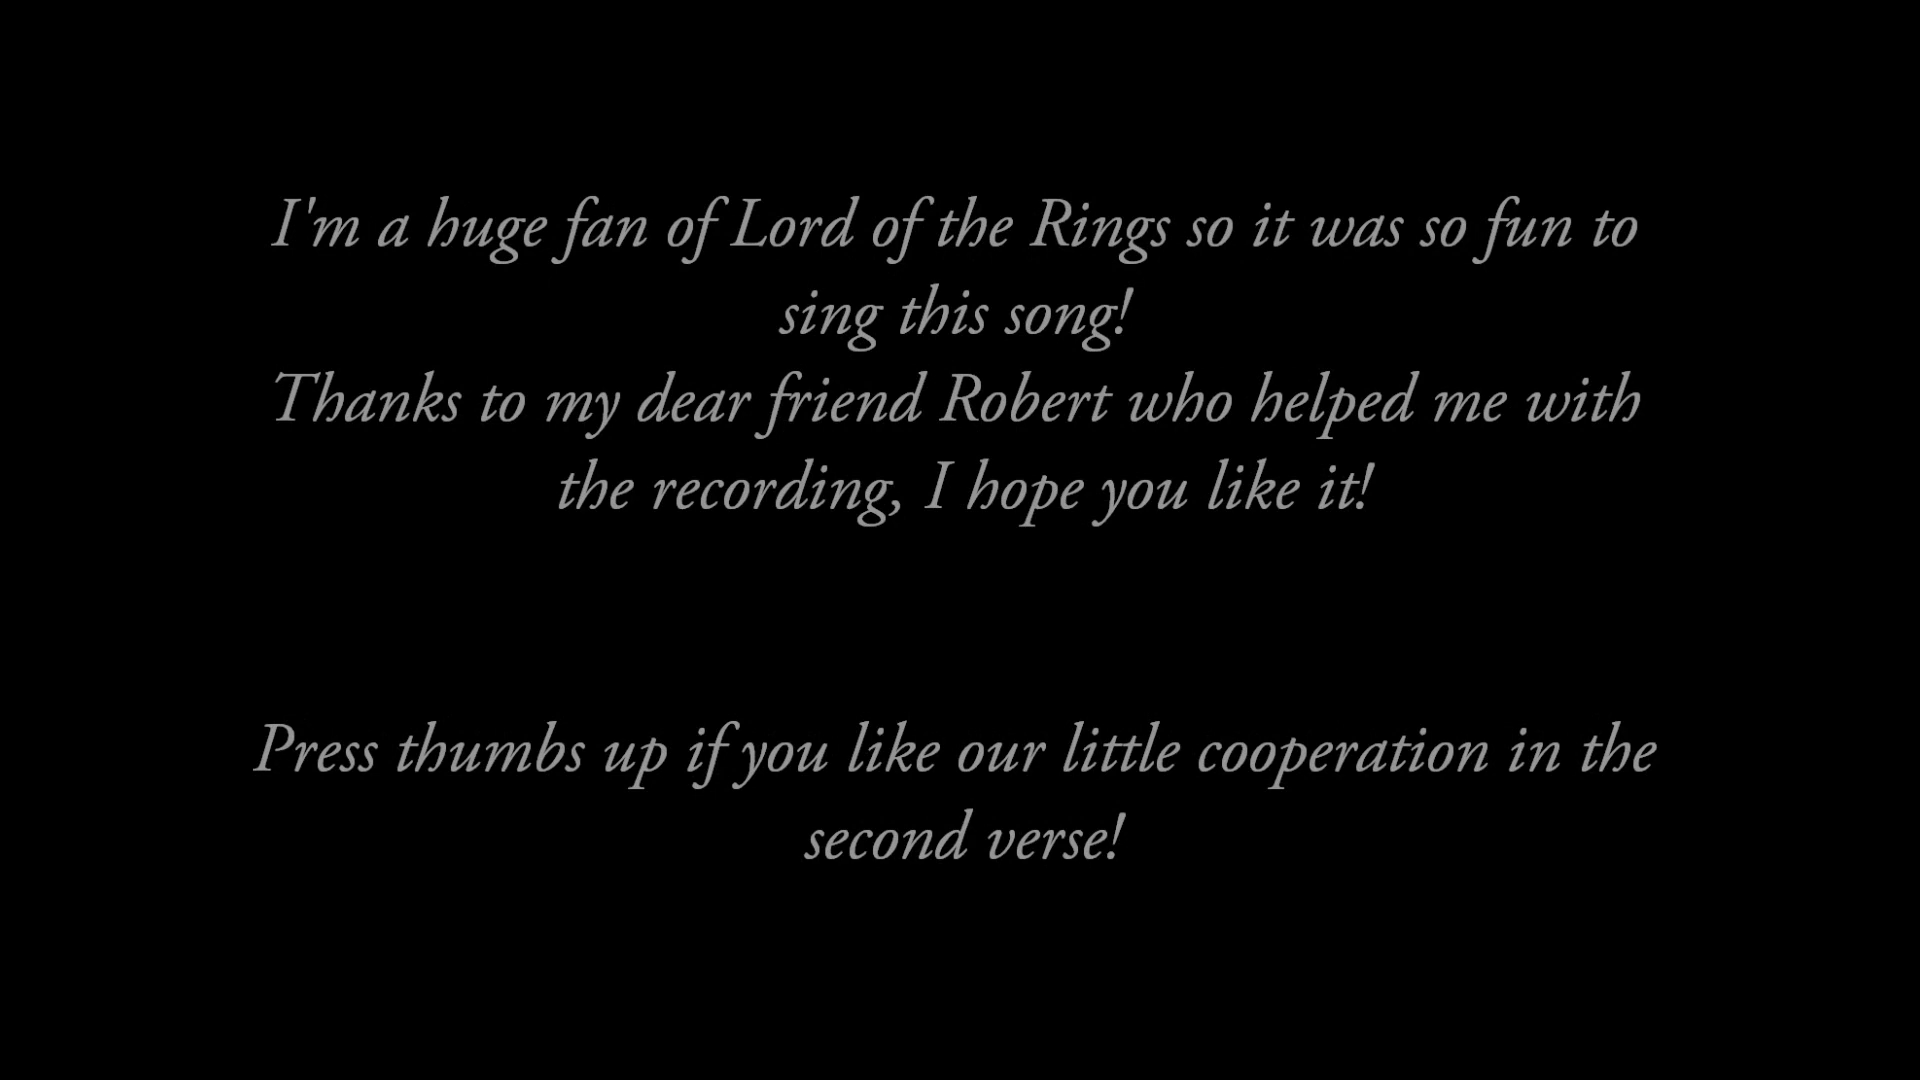 I'm a huge fan of Lord of the Rings so it was so fun to
sing this song!
Thanks to my dear friend Robert who helped me with
the recording, I hope you like it!
Press thumbs up if you like our little cooperation in the
second verse!